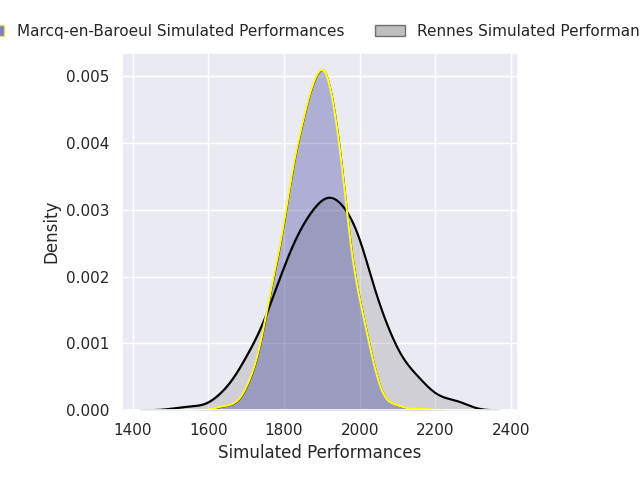 Marcq-en-Baroeul Simulated Performances
Rennes Simulated Performan
0.005
0.004
0.003
0.002
0.001
0.000
Density
1400 1600 1800 2000 2200 2400
Simulated Performances